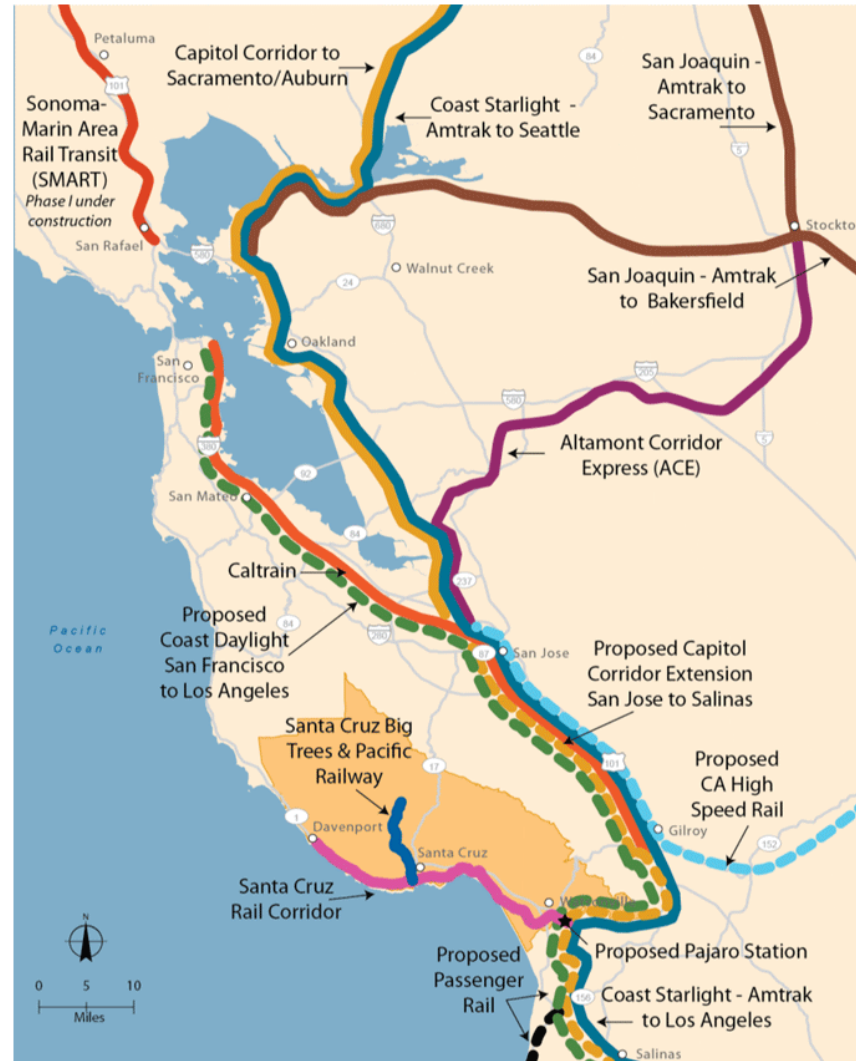 Petaluma
101
Sonoma-
Marin Area
Rail Transit
(SMART)
Phase I under
construction
San Rafael
Capitol Corridor to
Sacramento/Auburn
84
Coast Starlight -
Amtrak to Seattle
San Joaquin -
Amtrak to
Sacramento
5
Stockto
680
580
Walnut Creek
24
San Joaquin - Amtrak
to Bakersfield
Oakland
San
Francisco
205
580
380
5
Altamont Corridor
Express (ACE)
92
San Mateo
84
Caltrain
237
Proposed
Coast Daylight
San Francisco
to Los Angeles
84
280
Pacific
Ocean
87
San Jose
Proposed Capitol
Corridor Extension
San Jose to Salinas
Santa Cruz Big
Trees & Pacific
Railway
17
101
Proposed
CA High
Speed Rail
1
Davenport
Gilroy
152
Santa Cruz
Santa Cruz
Rail Corridor
N
Proposed Pajaro Station
Proposed
Passenger
Rail
0 5 10
Miles
156
Coast Starlight - Amtrak
to Los Angeles
Salinas